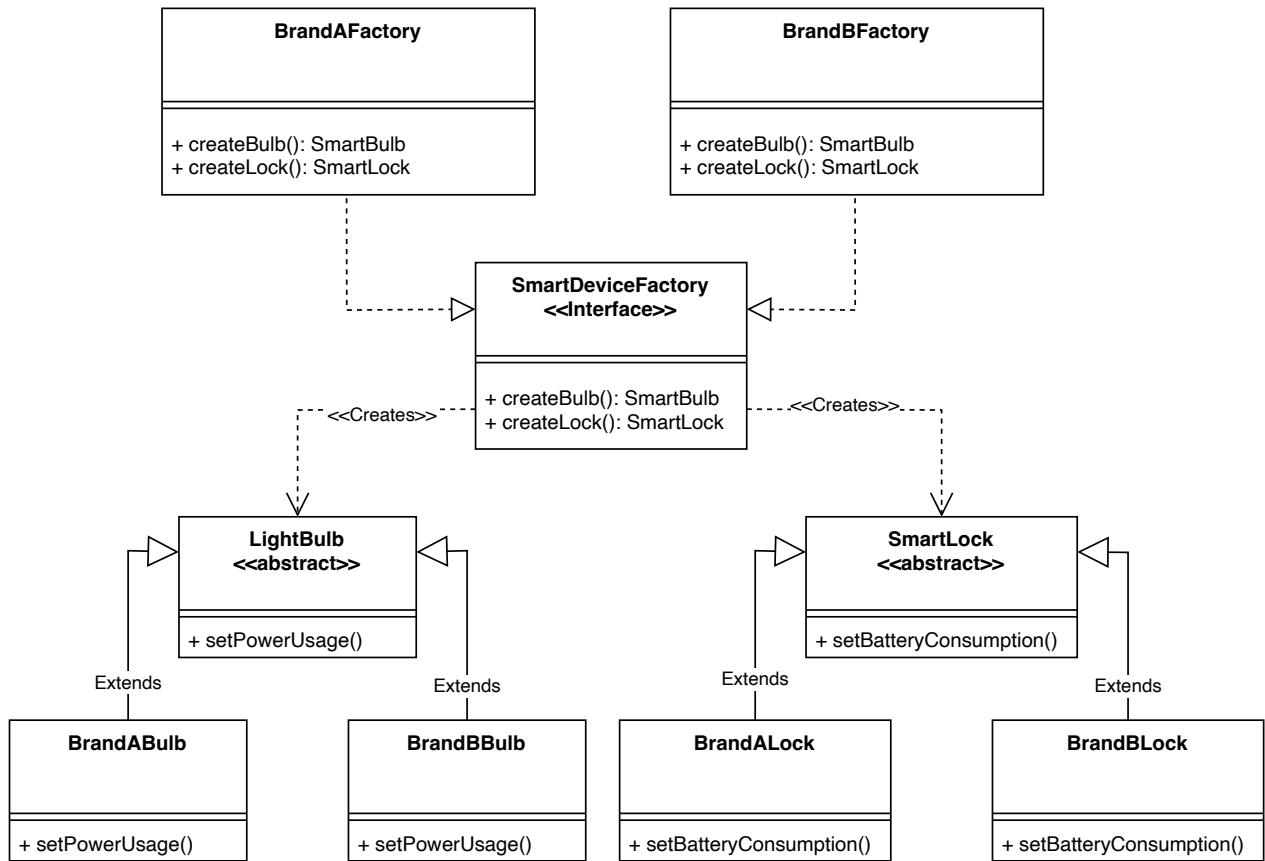 BrandAFactory
+ createBulb(): SmartBulb
+ createLock(): SmartLock
BrandBFactory
+ createBulb(): SmartBulb
+ createLock(): SmartLock
SmartDeviceFactory
<<Interface>>
+ createBulb(): SmartBulb
+ createLock(): SmartLock
<<Creates>>
<<Creates>>
LightBulb
<<abstract>>
+ setPowerUsage()
SmartLock
<<abstract>>
+ setBatteryConsumption()
Extends
Extends
Extends
Extends
BrandABulb
+ setPowerUsage()
BrandBBulb
+ setPowerUsage()
BrandALock
+ setBatteryConsumption()
BrandBLock
+ setBatteryConsumption()